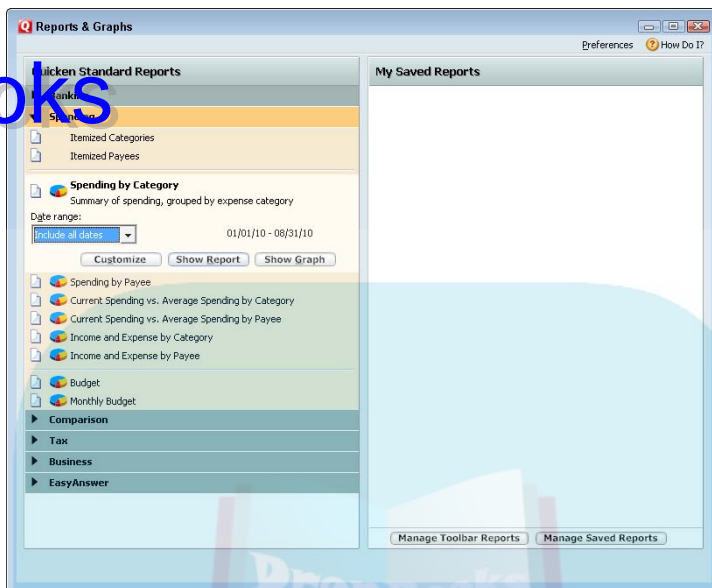 Reports & Graphs
Preferences
How Do I?
Quicken Standard Reports
My Saved Reports
oks
Banking
Spending
Itemized Categories
Itemized Payees
Spending by Category
Summary of spending, grouped by expense category
Date range:
Include all dates
01/01/10 - 08/31/10
Customize
Show Report
Show Graph
Spending by Payee
Current Spending vs. Average Spending by Category
Current Spending vs. Average Spending by Payee
Income and Expense by Category
Income and Expense by Payee
Budget
Monthly Budget
Comparison
Tax
Business
EasyAnswer
Manage Toolbar Reports
Manage Saved Reports
DropBooks